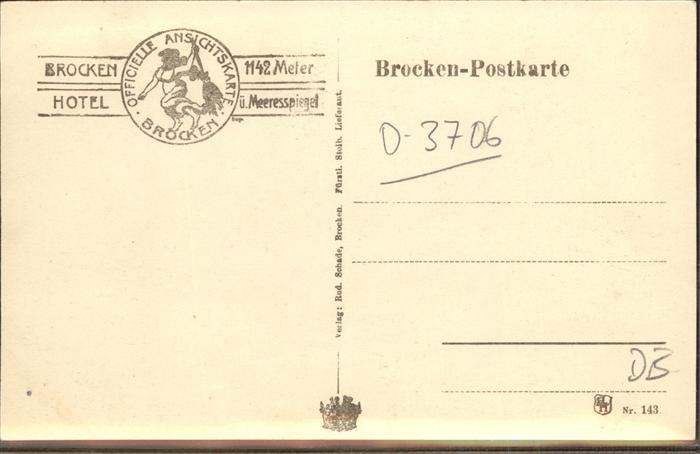 BROCKEN
HOTEL
OFFICIELLE ANSICHTSKARTE
· BROCKEN ·
1142 Meter
ü. Meeresspiegel
Verlag: Rud. Schade, Brocken. Fürstl. Stolb. Lieferant.
Brocken-Postkarte
D-3706
DB
Nr. 143